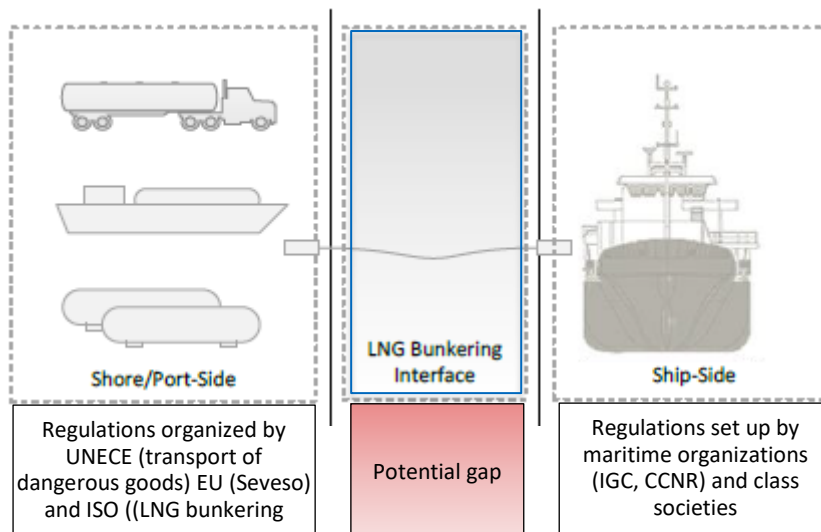 Shore/Port-Side
LNG Bunkering
Interface
Ship-Side
Regulations organized by
UNECE (transport of
dangerous goods) EU (Seveso)
and ISO ((LNG bunkering
Potential gap
Regulations set up by
maritime organizations
(IGC, CCNR) and class
societies